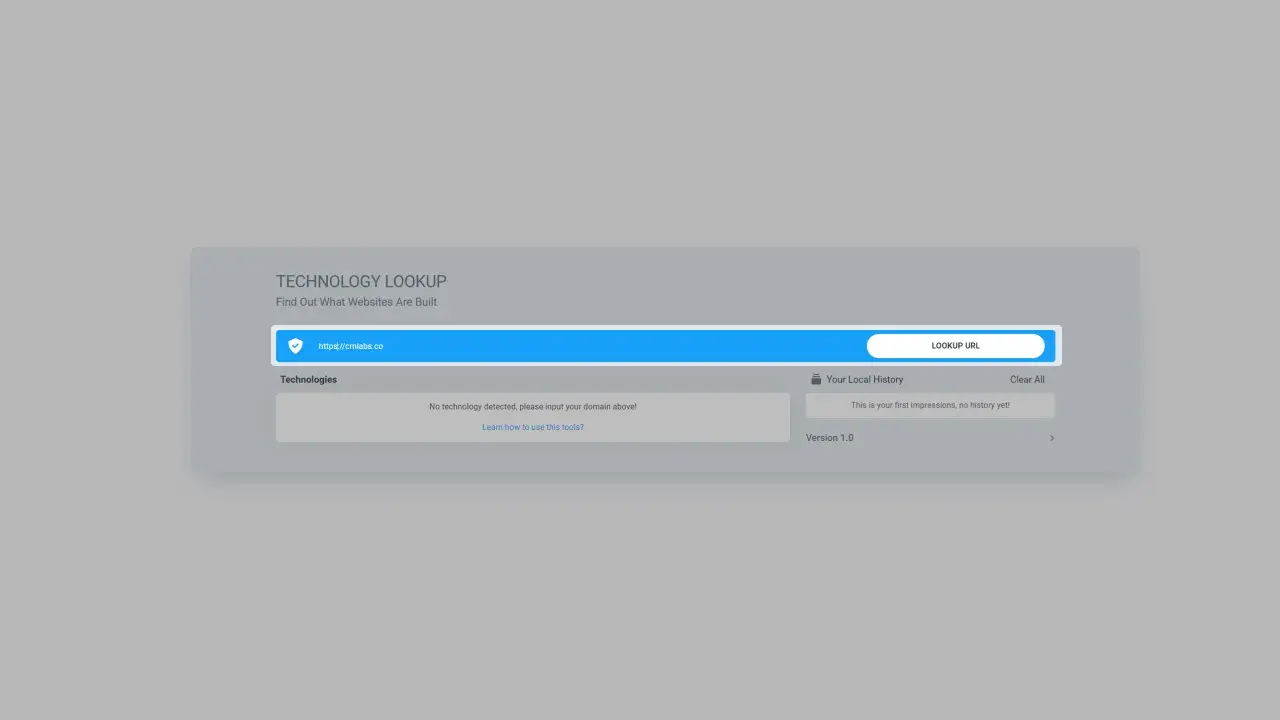 TECHNOLOGY LOOKUP
Find Out What Websites Are Built
https://cmlabs.co
LOOKUP URL
Technologies
No technology detected, please input your domain above!
Learn how to use this tools?
Your Local History
Clear All
This is your first impressions, no history yet!
Version 1.0